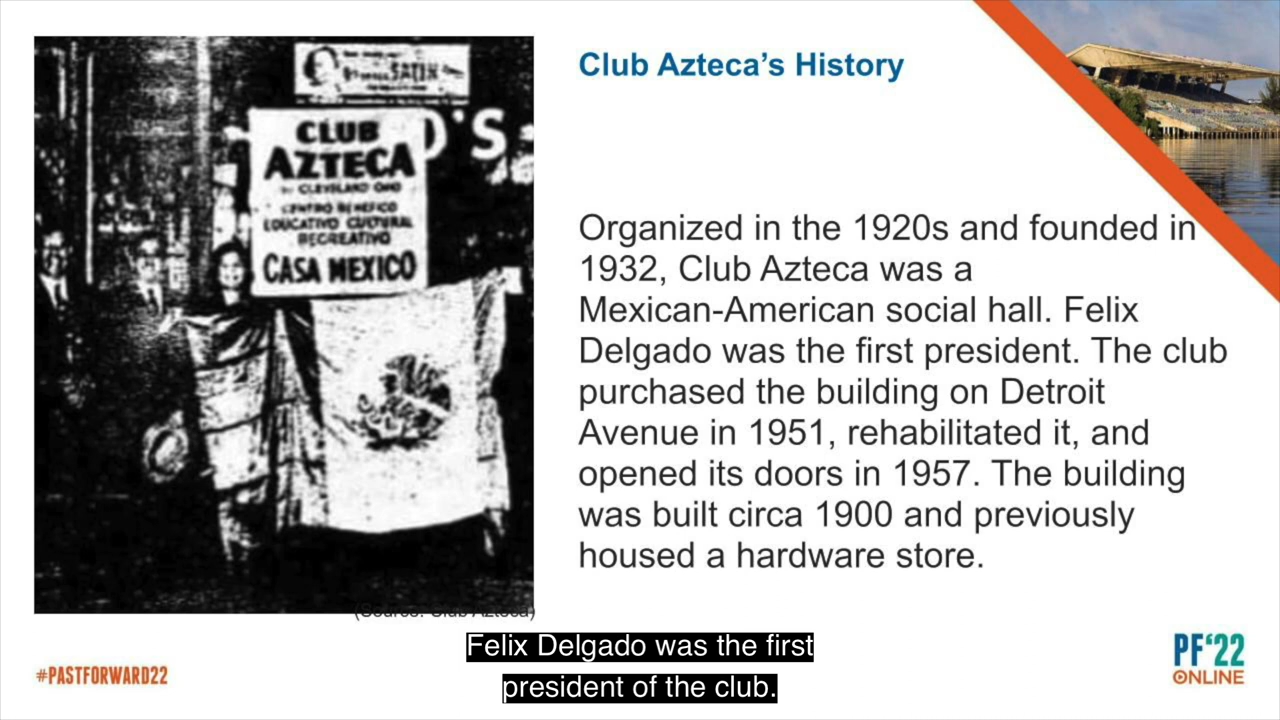 Club Azteca’s History
SATIN
'S
CLUB
AZTECA
CLEVELAND OHIO
CENTRO BENEFICO
EDUCATIVO CULTURAL
RECREATIVO
CASA MEXICO
Organized in the 1920s and founded in
1932, Club Azteca was a
Mexican-American social hall. Felix
Delgado was the first president. The club
purchased the building on Detroit
Avenue in 1951, rehabilitated it, and
opened its doors in 1957. The building
was built circa 1900 and previously
housed a hardware store.
(Source: Club Azteca)
Felix Delgado was the first
president of the club.
#PASTFORWARD22
PF‘22
ONLINE